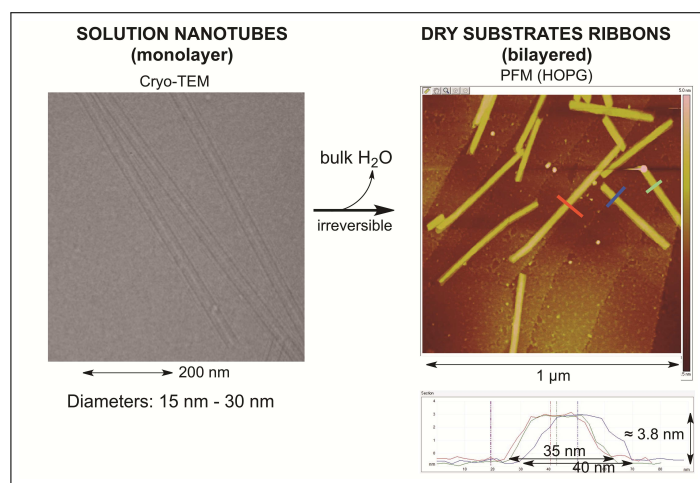 SOLUTION NANOTUBES
(monolayer)
Cryo-TEM
200 nm
Diameters: 15 nm - 30 nm
bulk H₂O
irreversible
DRY SUBSTRATES RIBBONS
(bilayered)
PFM (HOPG)
5.0 nm
1 µm
Section
≈ 3.8 nm
35 nm
40 nm